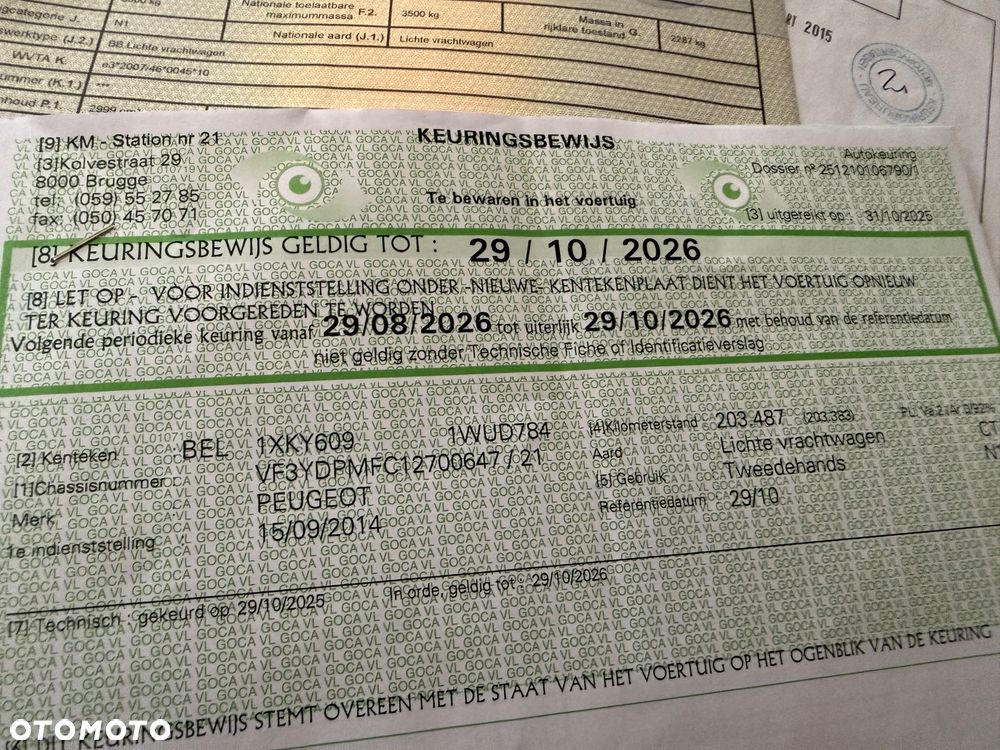 Nationale toelaatbare
maximummassa F.2. 3500 kg
Massa in
rijklare toestand G. 2287 kg
gcategorie J. N1
Nationale aard (J.1.) Lichte vrachtwagen
swerktype (J.2.) BB Lichte vrachtwagen
WVTA K. e3*2007/46*0045*10
ummer (K.1.) ***
nhoud P.1. 2999
2015
[9] KM - Station nr 21
KEURINGSBEWIJS
Autokeuring
[3]Kolvestraat 29
Dossier nº 251210106790/1
8000 Brugge
tel: (059) 55 27 85
Te bewaren in het voertuig
fax: (050) 45 70 71
[3] uitgereikt op : 31/10/2025
[8] KEURINGSBEWIJS GELDIG TOT : 29 / 10 / 2026
[8] LET OP - VOOR INDIENSTSTELLING ONDER -NIEUWE- KENTEKENPLAAT DIENT HET VOERTUIG OPNIEUW
TER KEURING VOORGEREDEN TE WORDEN
Volgende periodieke keuring vanaf 29/08/2026 tot uiterlijk 29/10/2026 met behoud van de referentiedatum
niet geldig zonder Technische Fiche of Identificatieverslag
[2] Kenteken : BEL 1XKY609 1WUD784
[4]Kilometerstand : 203.487 (203.383)
[1]Chassisnummer : VF3YDPMFC12700647 / 21
Aard : Lichte vrachtwagen
CT
Merk : PEUGEOT
[5] Gebruik : Tweedehands
1e indienststelling : 15/09/2014
Referentiedatum : 29/10
[7] Technisch : gekeurd op 29/10/2025 In orde, geldig tot : 29/10/2026
DIT KEURINGSBEWIJS STEMT OVEREEN MET DE STAAT VAN HET VOERTUIG OP HET OGENBLIK VAN DE KEURING
OTOMOTO